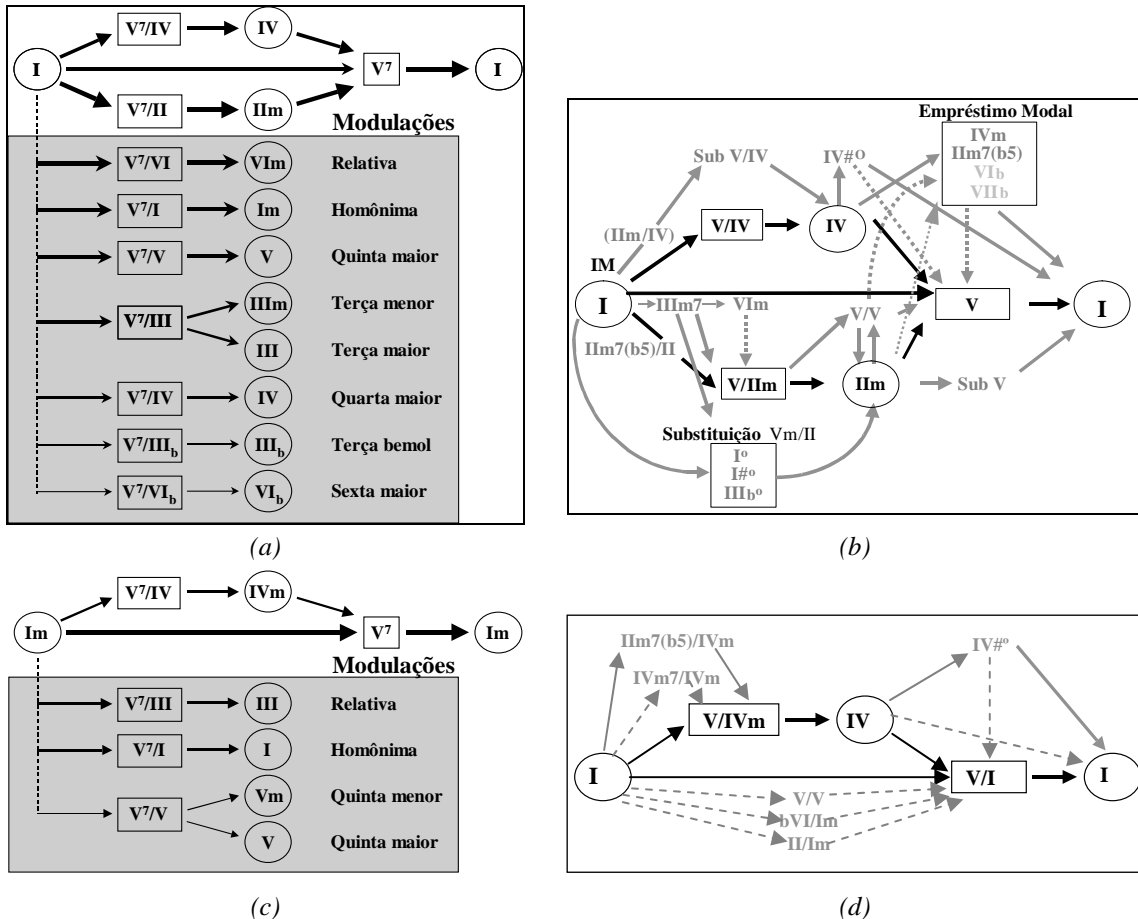 V7/IV IV
I V7 I
V7/II IIm
Modulações
V7/VI VIm Relativa
V7/I Im Homônima
V7/V V Quinta maior
IIIm Terça menor
V7/III
III Terça maior
V7/IV IV Quarta maior
V7/IIIb IIIb Terça bemol
V7/VIb VIb Sexta maior
(a)
Empréstimo Modal
IVm
IIm7(b5)
VIb
VIIb
Sub V/IV IV#º
V/IV IV
(IIm/IV)
IM
I IIIm7 VIm V/V V I
IIm7(b5)/II
V/IIm IIm Sub V
Substituição Vm/II
Iº
I#º
IIIbº
(b)
V7/IV IVm
Im V7 Im
Modulações
V7/III III Relativa
V7/I I Homônima
Vm Quinta menor
V7/V
V Quinta maior
(c)
IIm7(b5)/IVm IV#º
IVm7/IVm
V/IVm IV
I V/I I
V/V
bVI/Im
II/Im
(d)